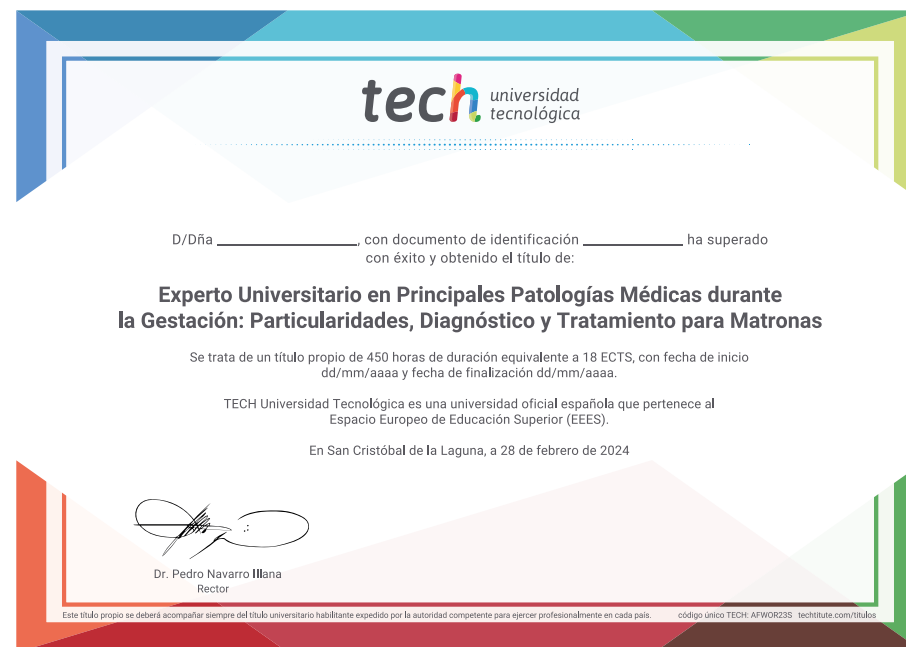 tech universidad
tecnológica
D/Dña ____________________, con documento de identificación ______________ ha superado
con éxito y obtenido el título de:
Experto Universitario en Principales Patologías Médicas durante
la Gestación: Particularidades, Diagnóstico y Tratamiento para Matronas
Se trata de un título propio de 450 horas de duración equivalente a 18 ECTS, con fecha de inicio
dd/mm/aaaa y fecha de finalización dd/mm/aaaa.
TECH Universidad Tecnológica es una universidad oficial española que pertenece al
Espacio Europeo de Educación Superior (EEES).
En San Cristóbal de la Laguna, a 28 de febrero de 2024
Dr. Pedro Navarro Illana
Rector
Este título propio se deberá acompañar siempre del título universitario habilitante expedido por la autoridad competente para ejercer profesionalmente en cada país. código único TECH: AFWOR23S techtitute.com/titulos